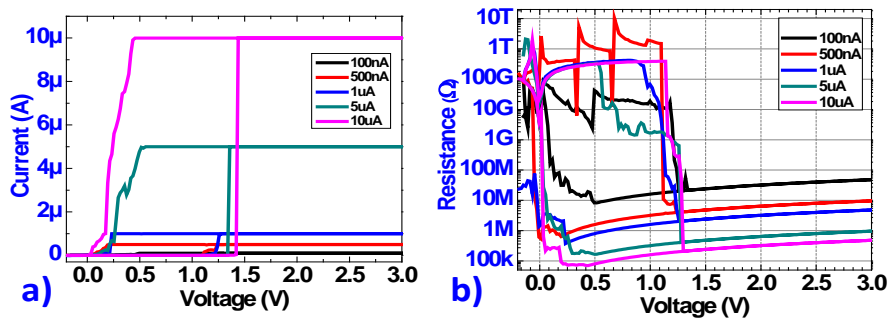 10µ
8µ
6µ
4µ
2µ
0
Current (A)
100nA
500nA
1uA
5uA
10uA
0.0 0.5 1.0 1.5 2.0 2.5 3.0
Voltage (V)
a)
10T
1T
100G
10G
1G
100M
10M
1M
100k
Resistance (Ω)
100nA
500nA
1uA
5uA
10uA
0.0 0.5 1.0 1.5 2.0 2.5 3.0
Voltage (V)
b)